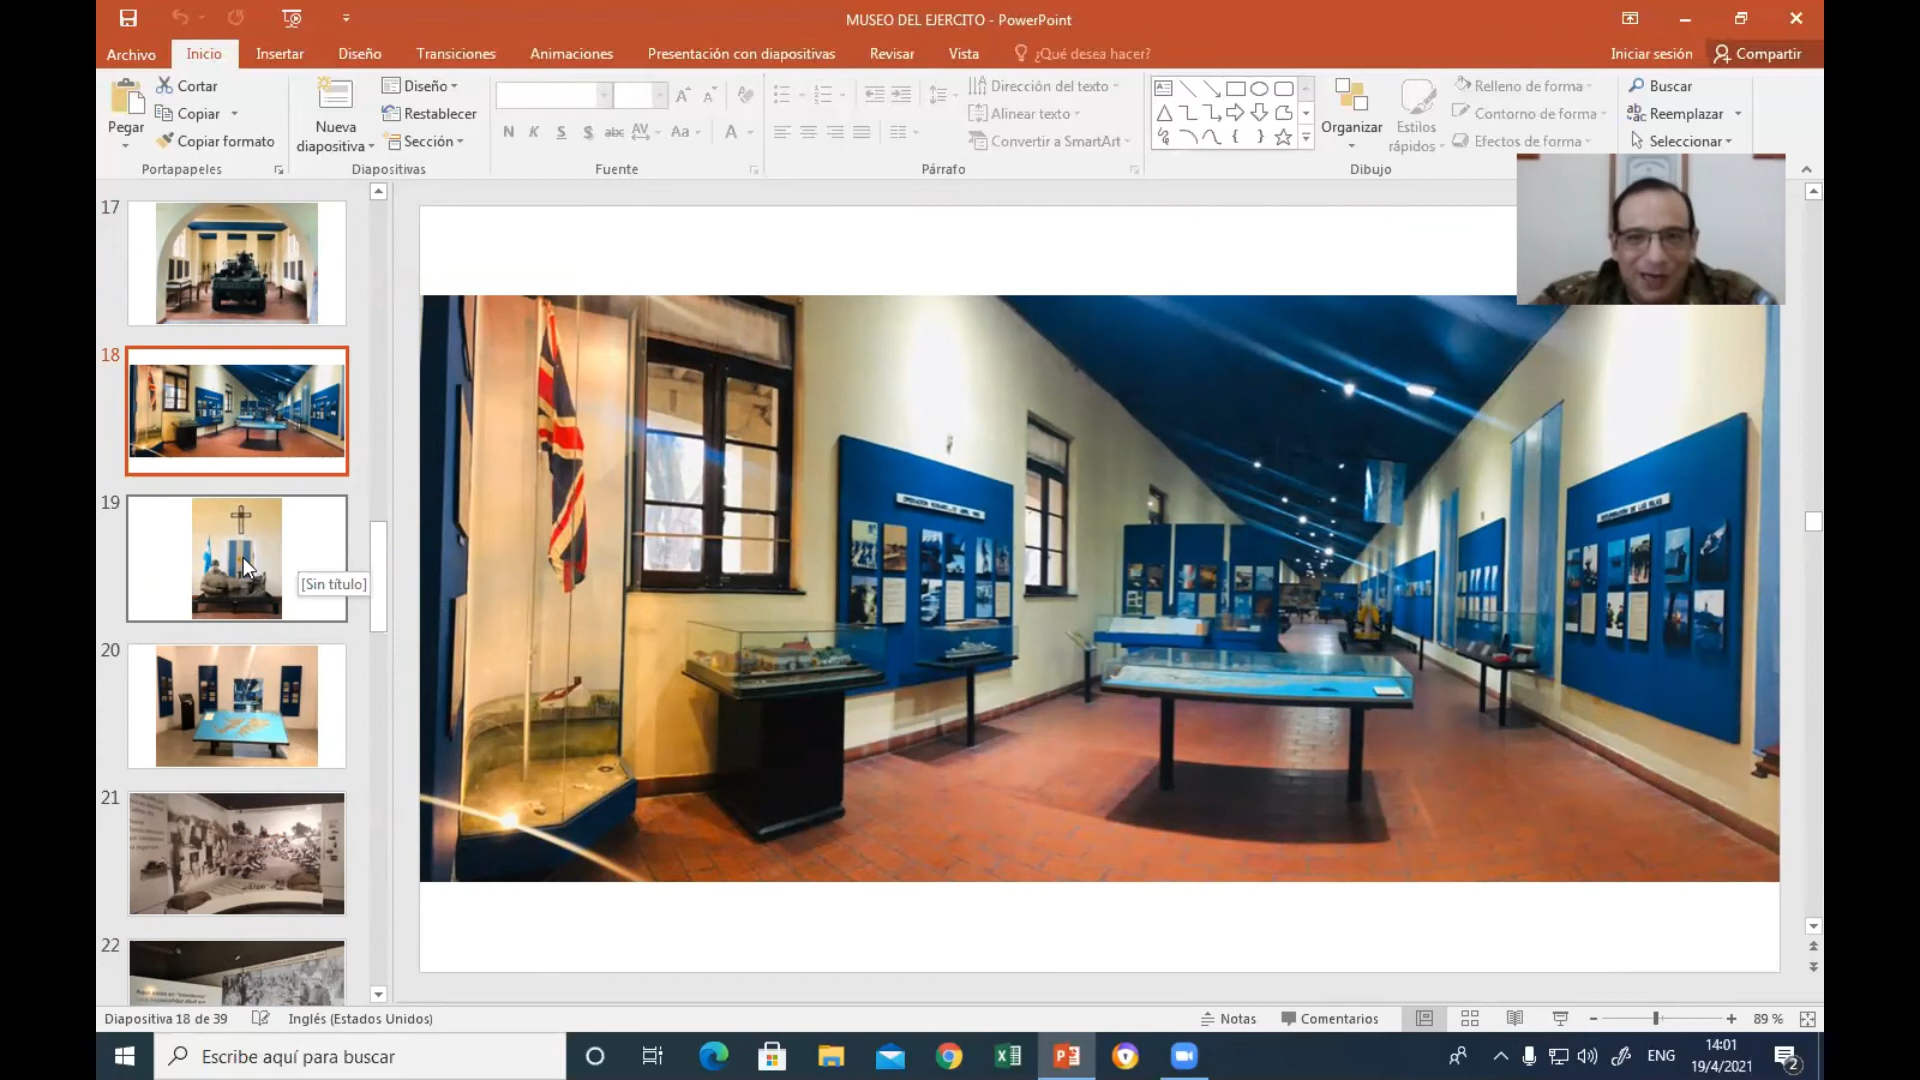 MUSEO DEL EJERCITO - PowerPoint
Archivo Inicio Insertar Diseño Transiciones Animaciones Presentación con diapositivas Revisar Vista ¿Qué desea hacer? Iniciar sesión Compartir
Pegar
Cortar
Copiar
Copiar formato
Portapapeles
Nueva diapositiva
Diseño
Restablecer
Sección
Diapositivas
N K S S abc AV Aa A
Fuente
Dirección del texto
Alinear texto
Convertir a SmartArt
Párrafo
Organizar
Estilos rápidos
Relleno de forma
Contorno de forma
Efectos de forma
Dibujo
Buscar
Reemplazar
Seleccionar
17
18
19
[Sin título]
20
21
22
Diapositiva 18 de 39 Inglés (Estados Unidos) Notas Comentarios 89 %
Escribe aquí para buscar
ENG
14:01
19/4/2021
2